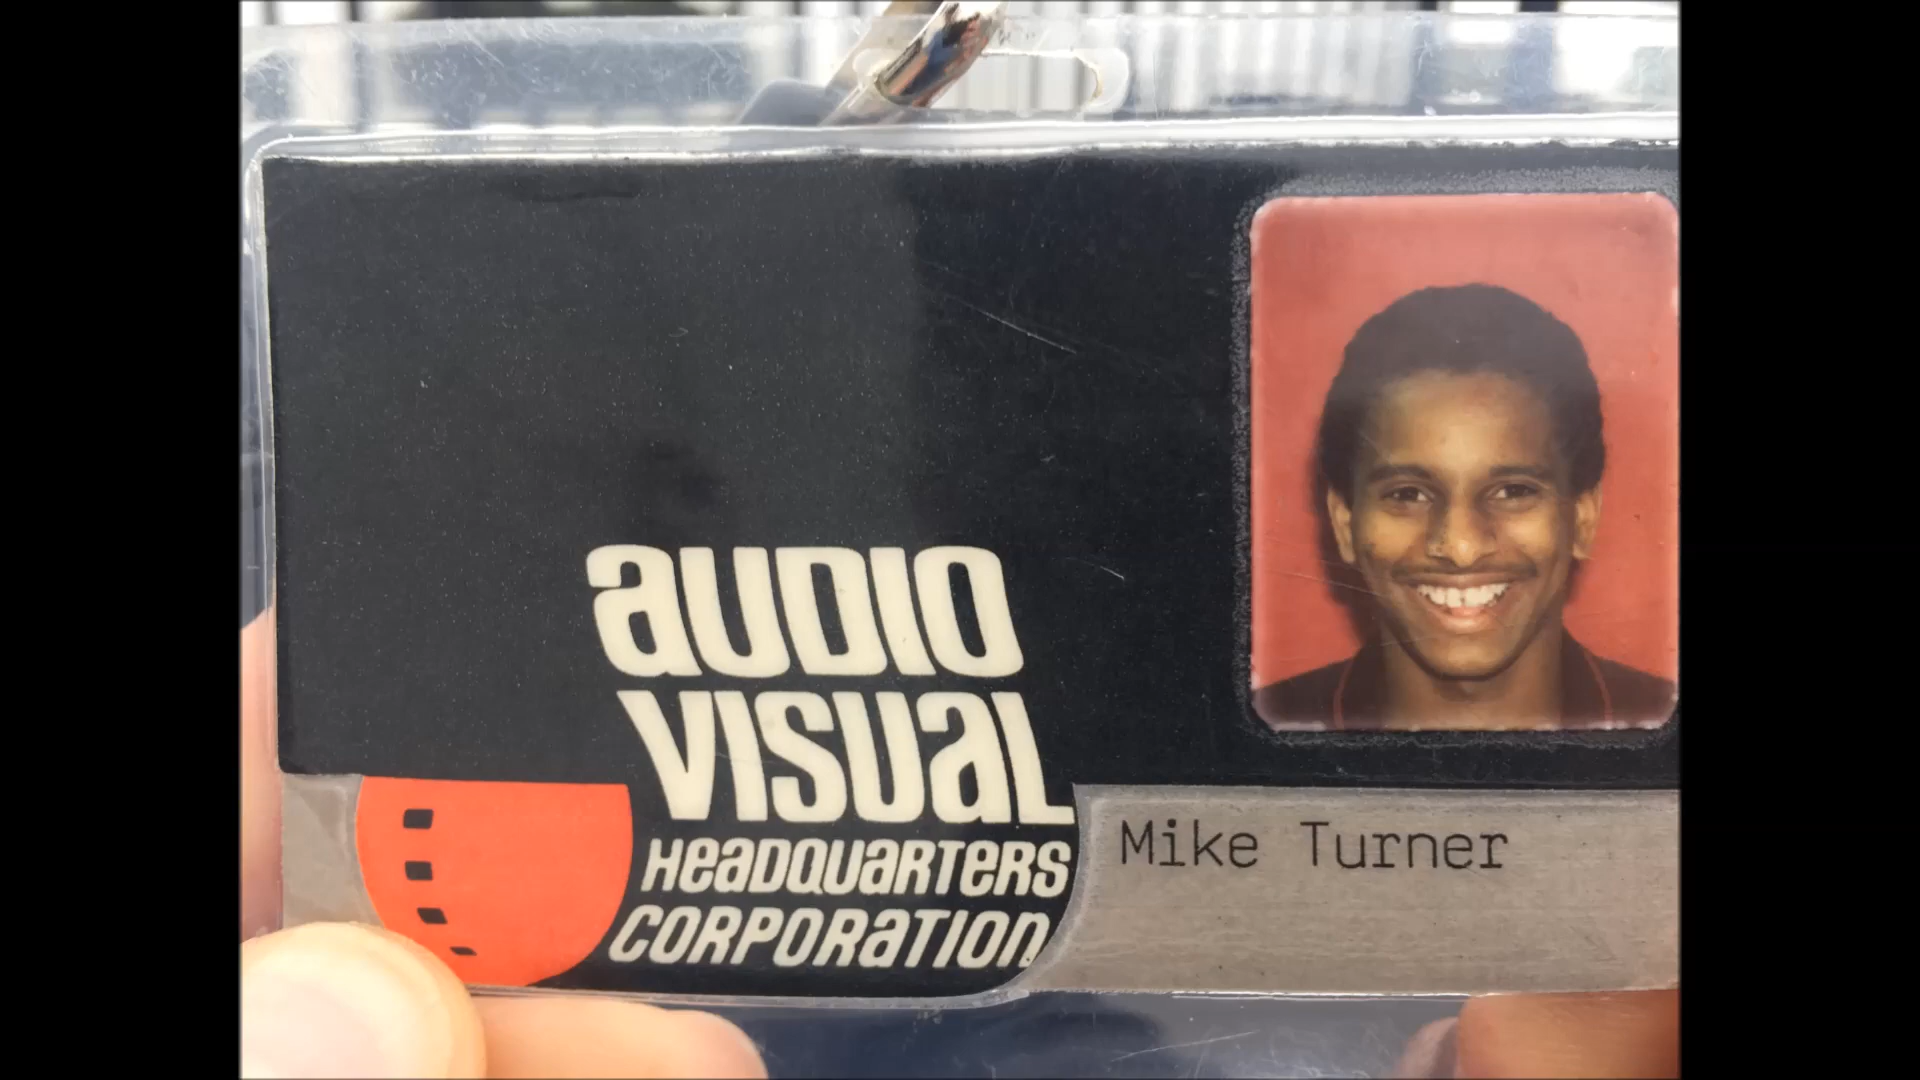 AUDIO
VISUAL
HEADQUARTERS
CORPORATION
Mike Turner